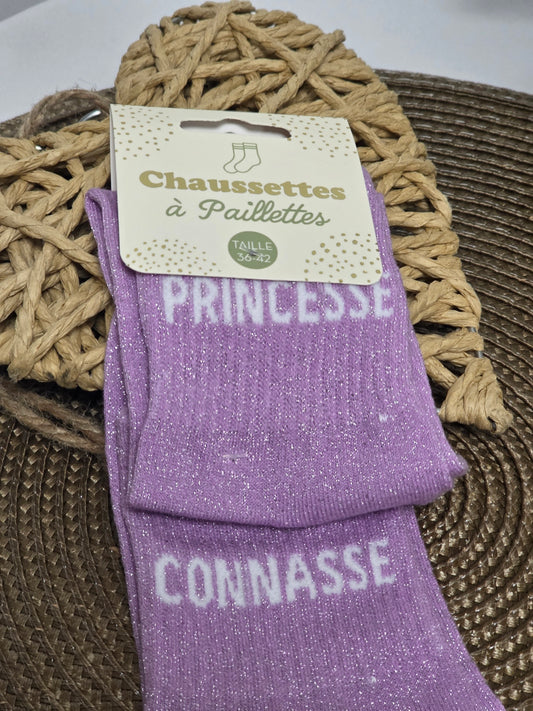 Chaussettes
à Paillettes
TAILLE
36-42
PRINCESSE
CONNASSE